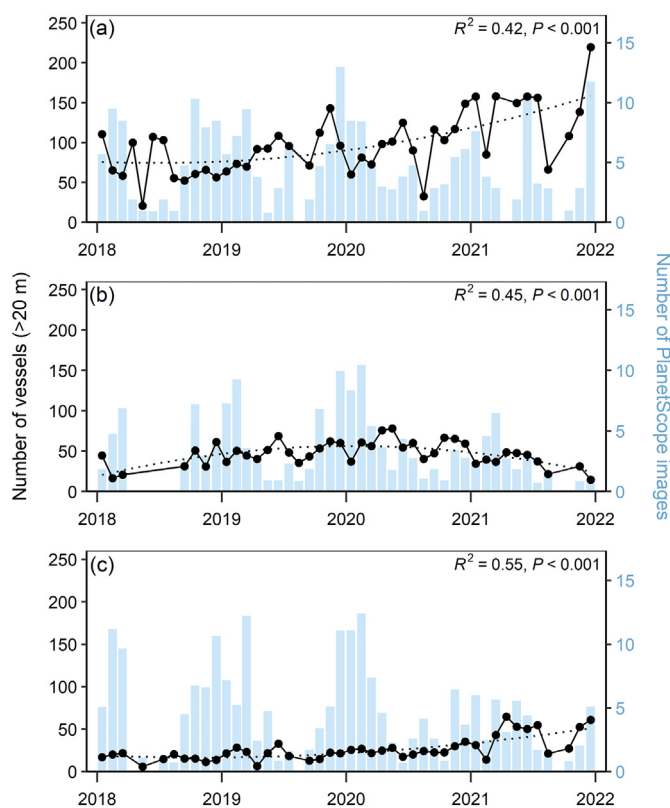 (a)
R² = 0.42, P < 0.001
250
200
150
100
50
0
15
10
5
0
2018 2019 2020 2021 2022
(b)
R² = 0.45, P < 0.001
250
200
150
100
50
0
15
10
5
0
2018 2019 2020 2021 2022
(c)
R² = 0.55, P < 0.001
250
200
150
100
50
0
15
10
5
0
2018 2019 2020 2021 2022
Number of vessels (>20 m)
Number of PlanetScope images